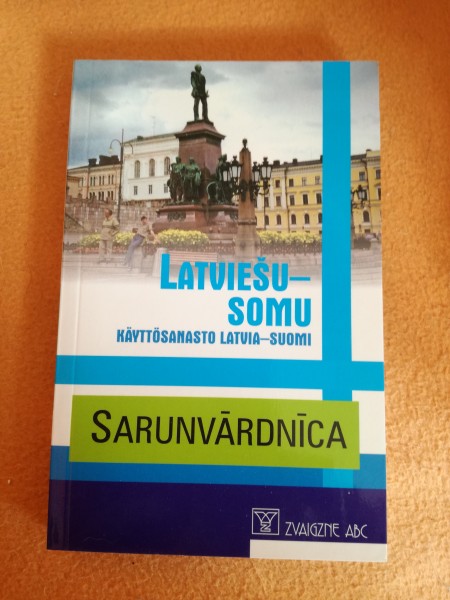 LATVIEŠU–
SOMU
KÄYTTÖSANASTO LATVIA–SUOMI
SARUNVĀRDNĪCA
ZVAIGZNE ABC